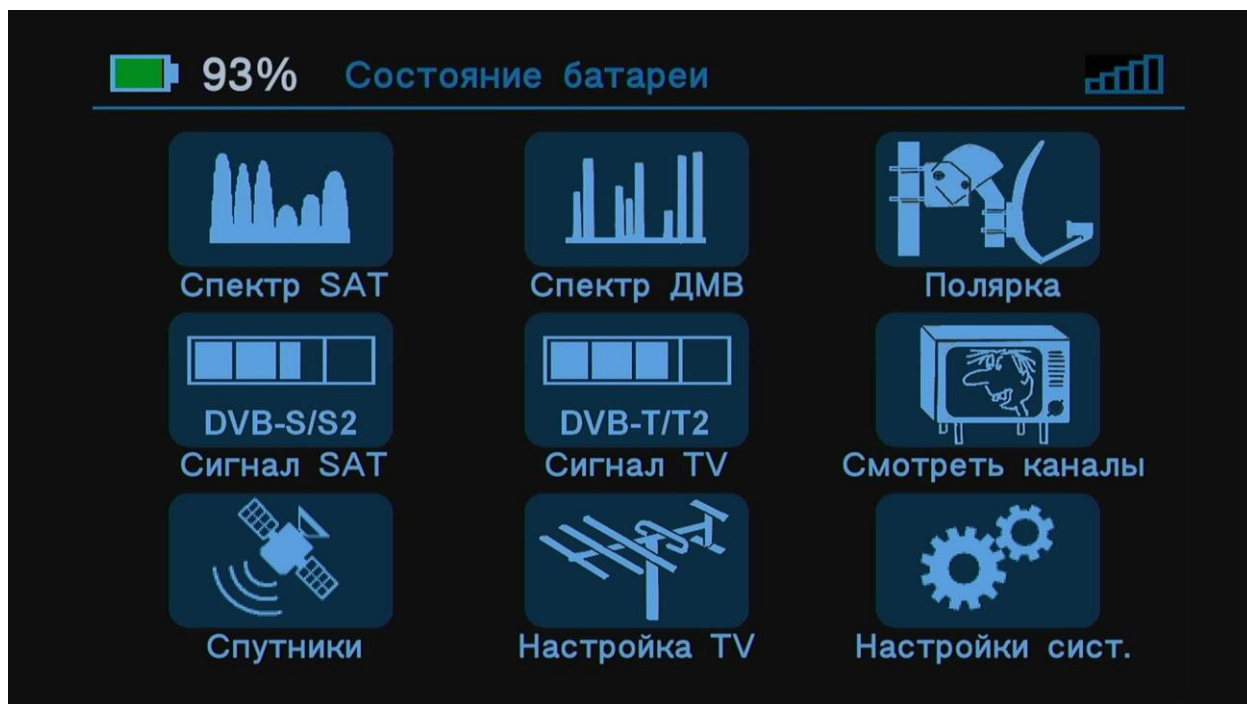 93% Состояние батареи
Спектр SAT Спектр ДМВ Полярка
DVB-S/S2 DVB-T/T2
Сигнал SAT Сигнал TV Смотреть каналы
Спутники Настройка TV Настройки сист.